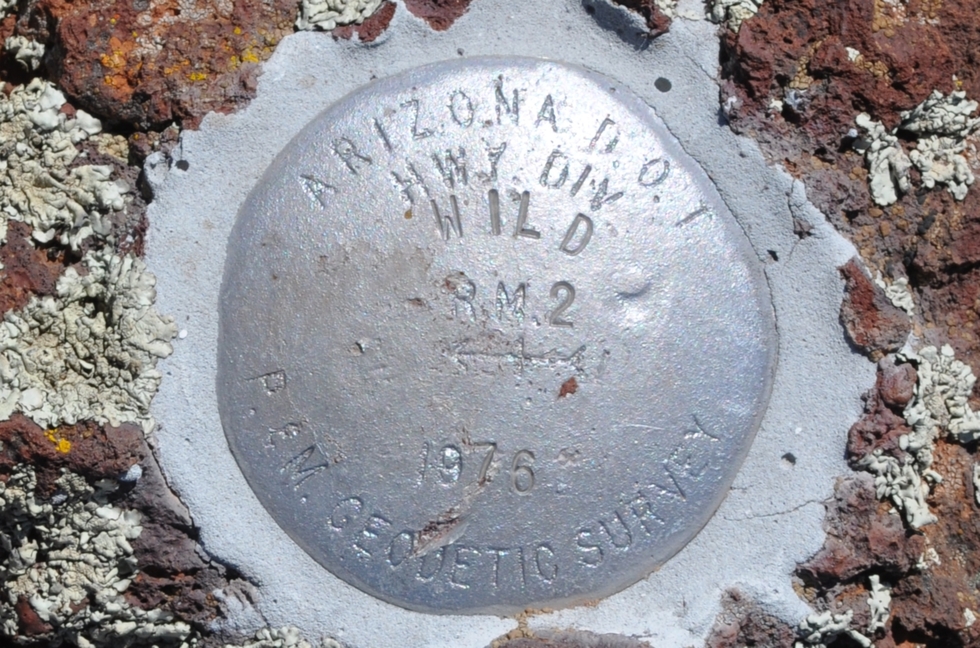 ARIZONA D.O.T
HWY. DIV
WILD
R.M.2
1976
P. & M. GEODETIC SURVEY